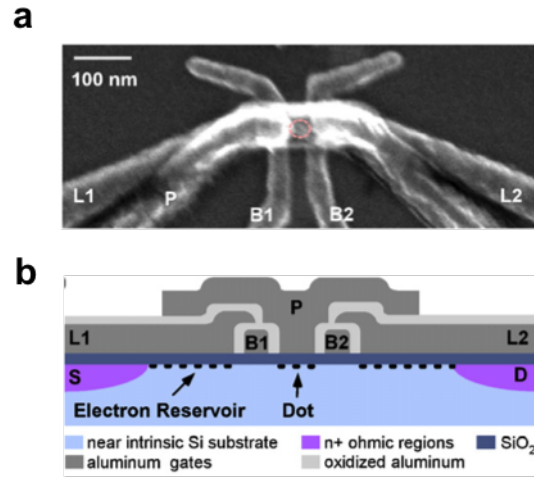 a
100 nm
L1
P
B1
B2
L2
b
P
L1
B1
B2
L2
S
D
Electron Reservoir
Dot
near intrinsic Si substrate
n+ ohmic regions
SiO₂
aluminum gates
oxidized aluminum